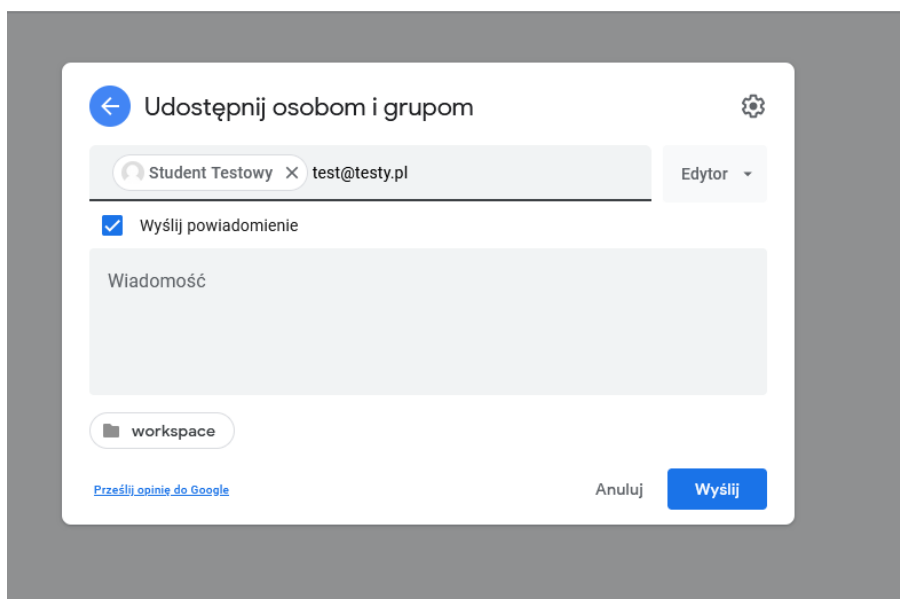 Udostępnij osobom i grupom
Student Testowy test@testy.pl
Edytor
Wyślij powiadomienie
Wiadomość
workspace
Prześlij opinię do Google
Anuluj
Wyślij